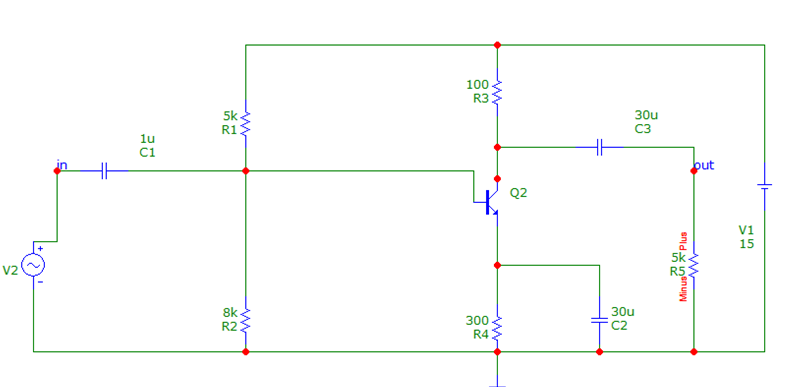 100
R3
5k
R1
30u
C3
1u
C1
in
out
Q2
V1
15
Plus
5k
R5
Minus
V2
8k
R2
300
R4
30u
C2